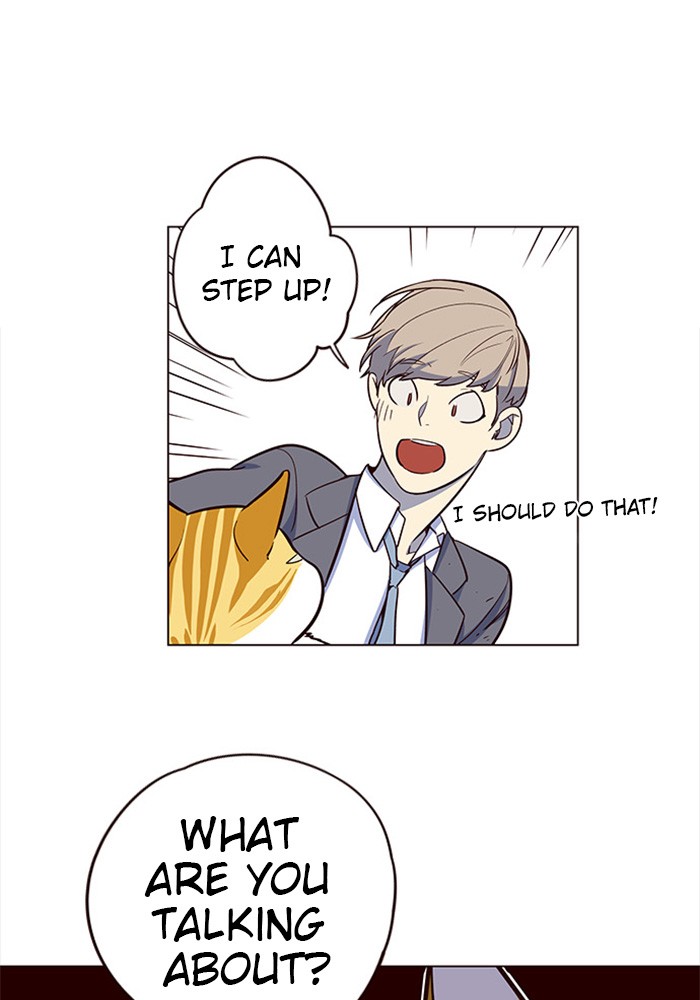 I CAN
STEP UP!
I SHOULD DO THAT!
WHAT
ARE YOU
TALKING
ABOUT?